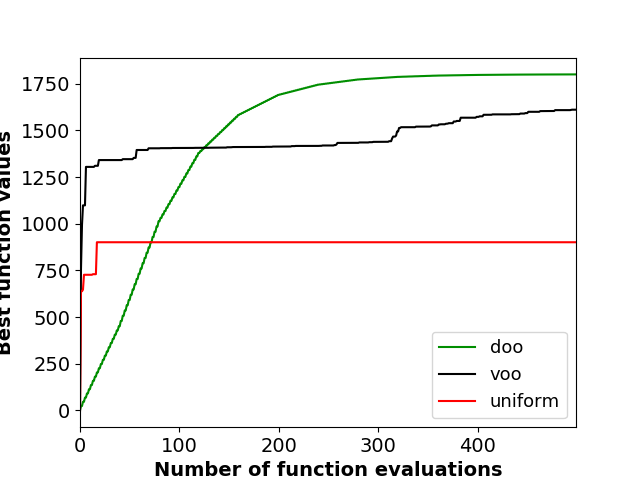 Best function values
1750
1500
1250
1000
750
500
250
0
0 100 200 300 400
Number of function evaluations
doo
voo
uniform